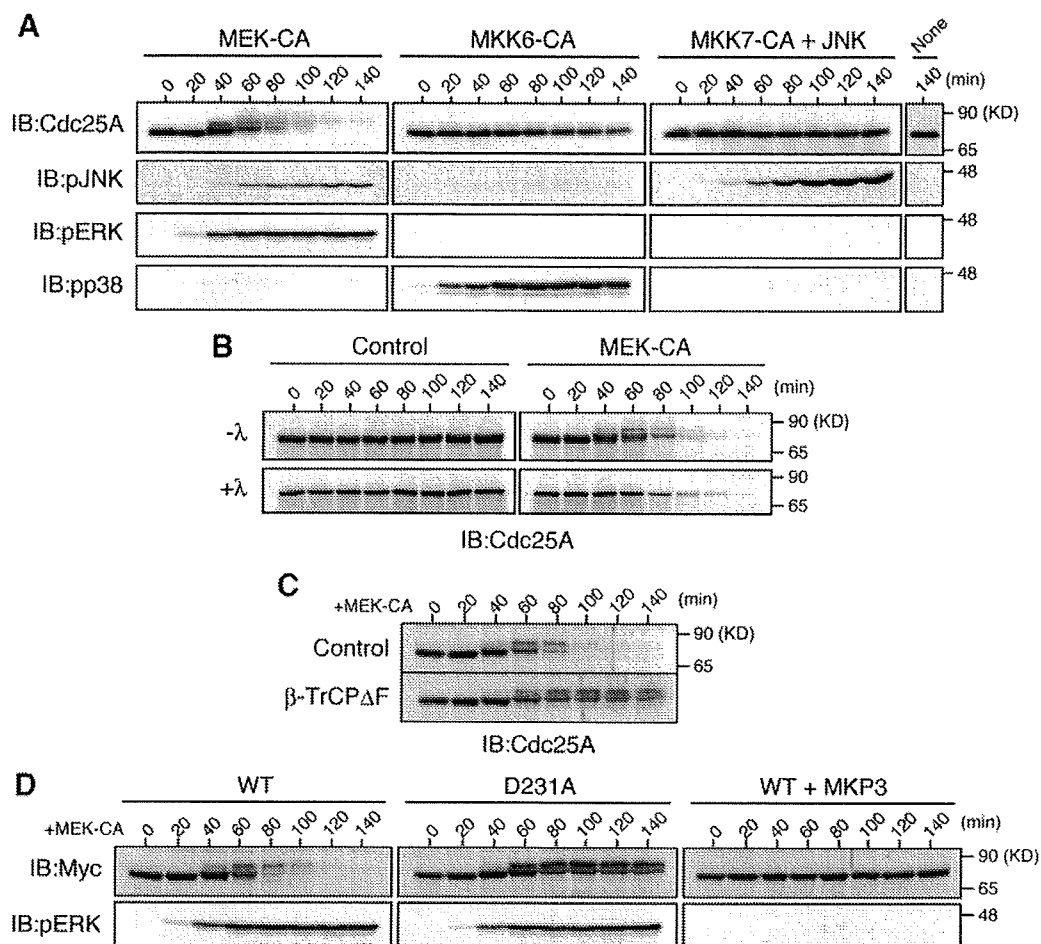 A
MEK-CA MKK6-CA MKK7-CA + JNK None
0 20 40 60 80 100 120 140 0 20 40 60 80 100 120 140 0 20 40 60 80 100 120 140 140 (min)
IB:Cdc25A 90 (KD)
65
IB:pJNK 48
IB:pERK 48
IB:pp38 48
B
Control MEK-CA
0 20 40 60 80 100 120 140 0 20 40 60 80 100 120 140 (min)
-λ 90 (KD)
65
+λ 90
65
IB:Cdc25A
C
+MEK-CA 0 20 40 60 80 100 120 140 (min)
Control 90 (KD)
65
β-TrCPΔF
IB:Cdc25A
D
WT D231A WT + MKP3
+MEK-CA 0 20 40 60 80 100 120 140 0 20 40 60 80 100 120 140 0 20 40 60 80 100 120 140 (min)
IB:Myc 90 (KD)
65
IB:pERK 48